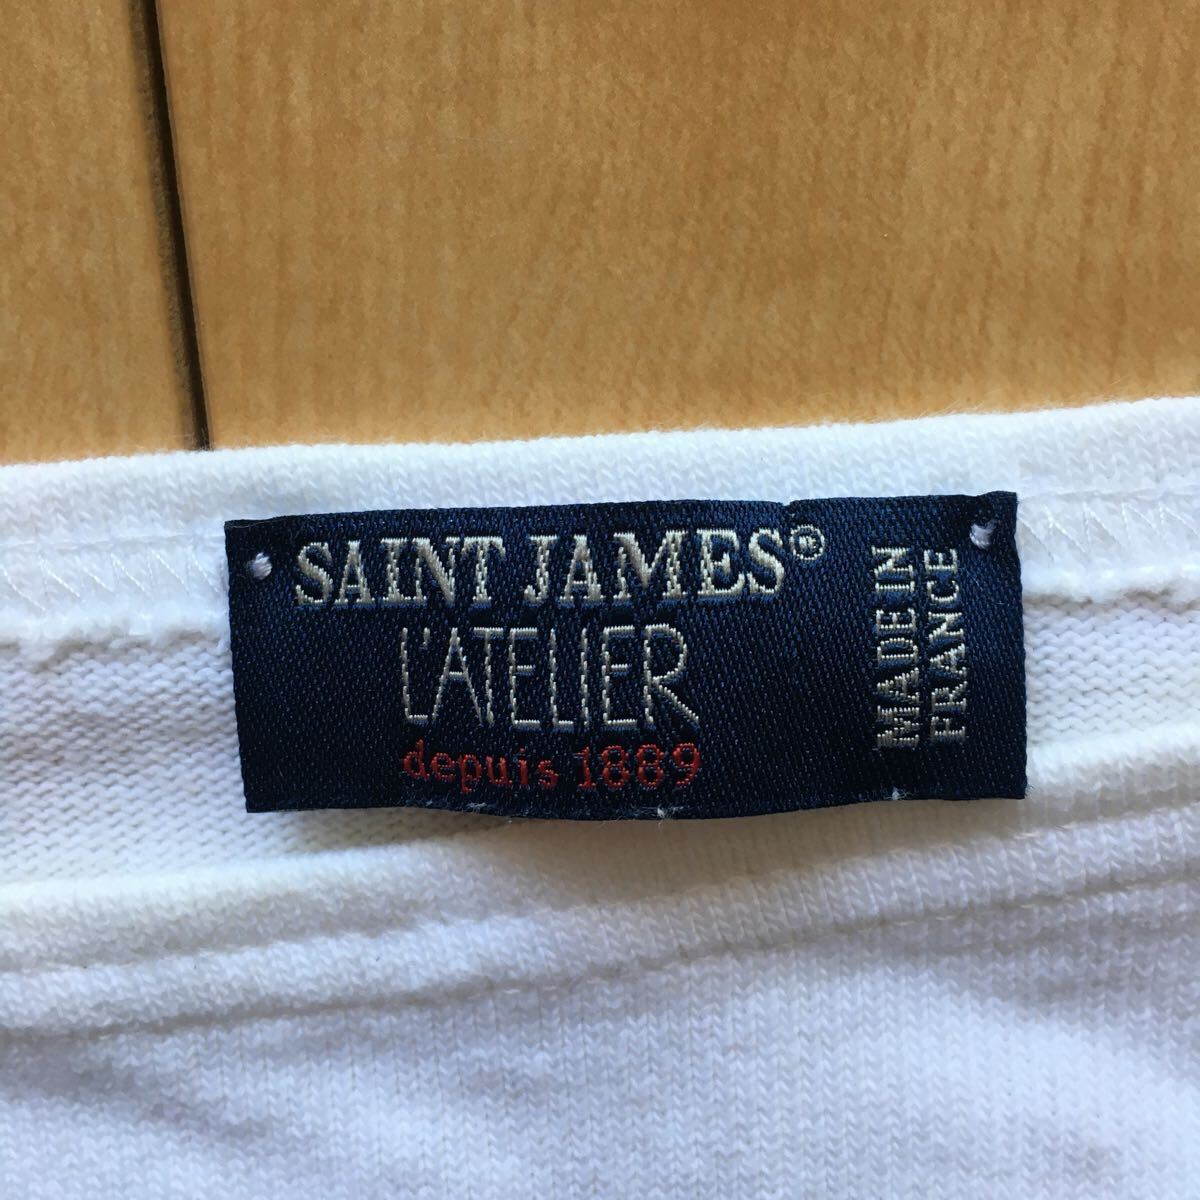 SAINT JAMES®
L'ATELIER
depuis 1889
MADE IN
FRANCE